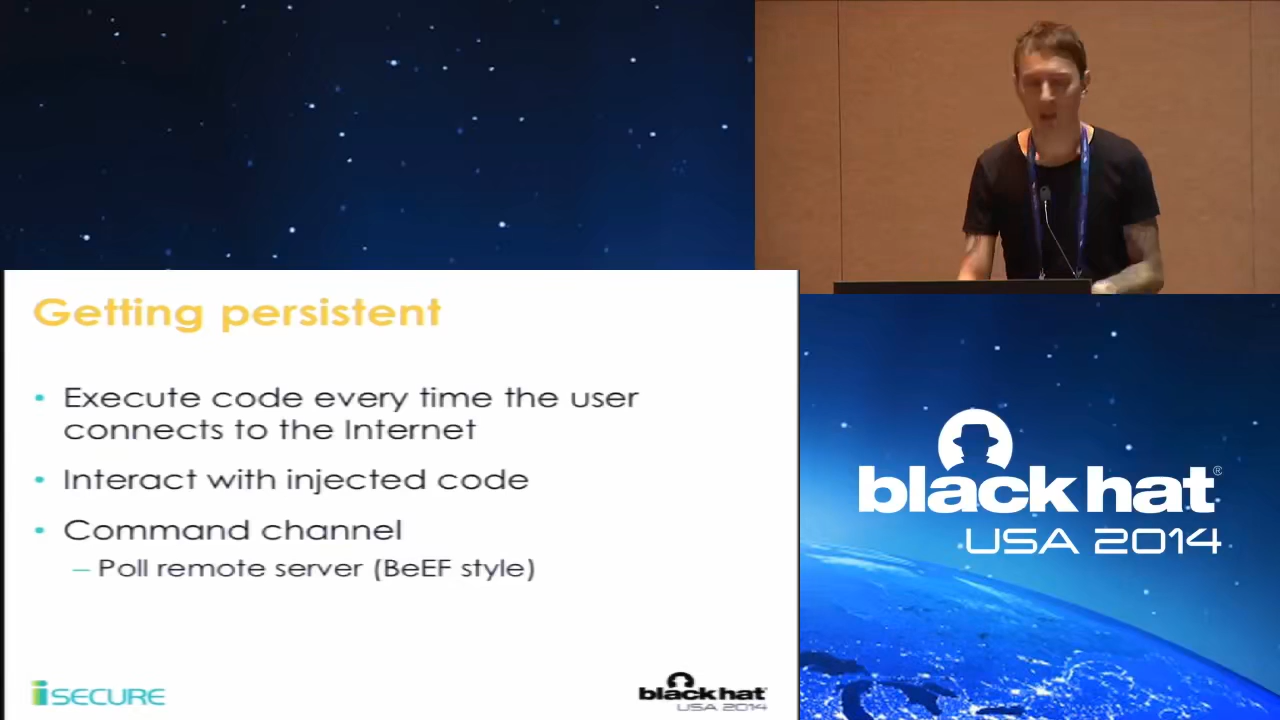 Getting persistent
• Execute code every time the user
connects to the Internet
• Interact with injected code
• Command channel
– Poll remote server (BeEF style)
iSECURE
black hat
USA 2014
black hat®
USA 2014